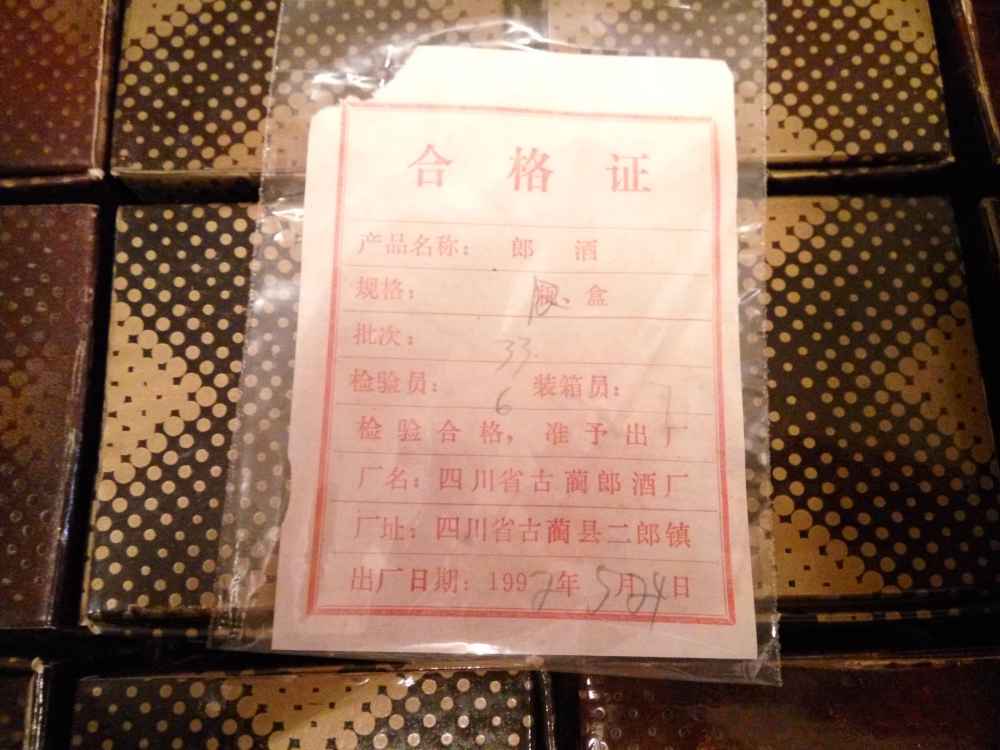 合格证
产品名称： 郎 酒
规格： 瓶 盒
批次： 33
检验员： 6 装箱员：
检验合格，准予出厂
厂名：四川省古蔺郎酒厂
厂址：四川省古蔺县二郎镇
出厂日期：1992年5月24日